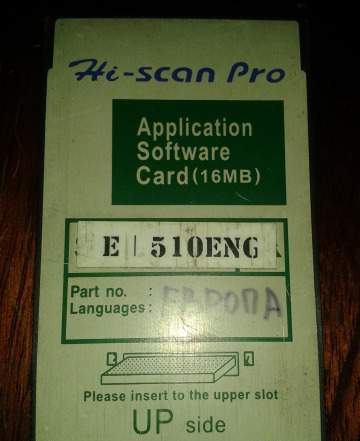 Hi-scan Pro
Application
Software
Card (16MB)
E L 510ENG
Part no. :
Languages : ЕВРОПА
Please insert to the upper slot
UP side